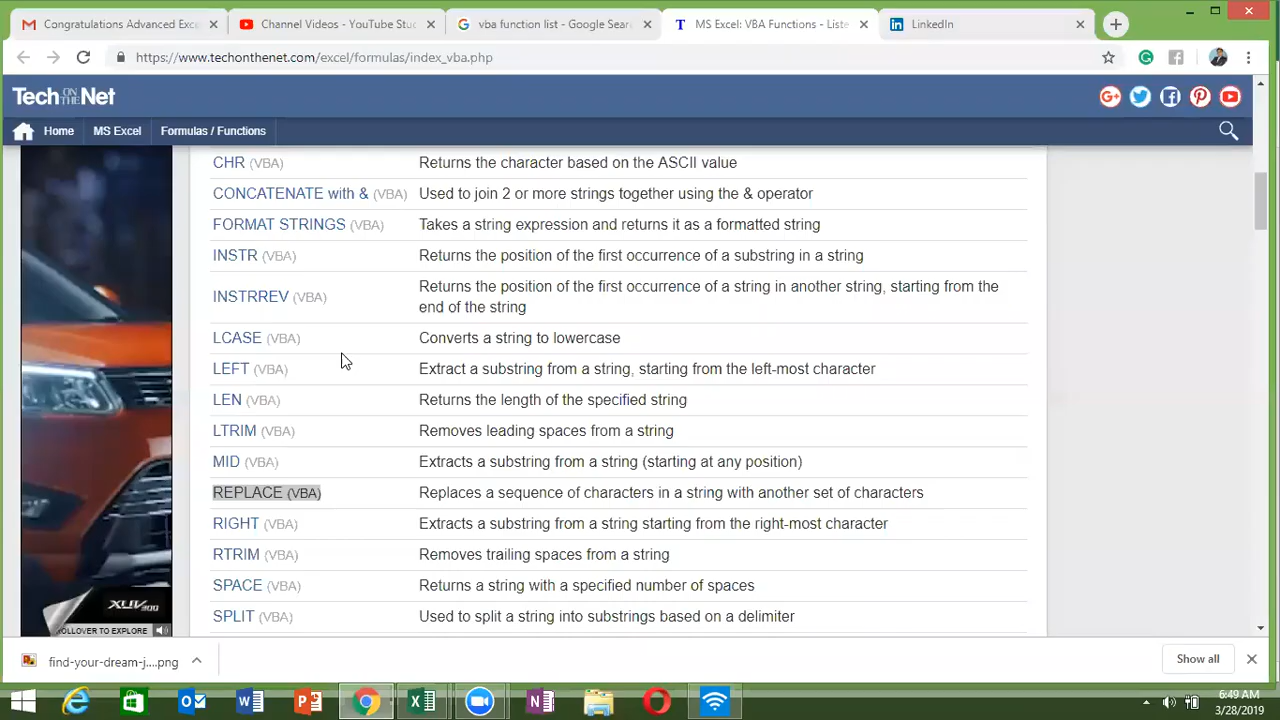 Congratulations Advanced Exce
Channel Videos - YouTube Stud
vba function list - Google Searc
MS Excel: VBA Functions - Liste
LinkedIn
https://www.techonthenet.com/excel/formulas/index_vba.php
Tech ON THE Net
Home MS Excel Formulas / Functions
CHR (VBA) Returns the character based on the ASCII value
CONCATENATE with & (VBA) Used to join 2 or more strings together using the & operator
FORMAT STRINGS (VBA) Takes a string expression and returns it as a formatted string
INSTR (VBA) Returns the position of the first occurrence of a substring in a string
INSTRREV (VBA) Returns the position of the first occurrence of a string in another string, starting from the
end of the string
LCASE (VBA) Converts a string to lowercase
LEFT (VBA) Extract a substring from a string, starting from the left-most character
LEN (VBA) Returns the length of the specified string
LTRIM (VBA) Removes leading spaces from a string
MID (VBA) Extracts a substring from a string (starting at any position)
REPLACE (VBA) Replaces a sequence of characters in a string with another set of characters
RIGHT (VBA) Extracts a substring from a string starting from the right-most character
RTRIM (VBA) Removes trailing spaces from a string
SPACE (VBA) Returns a string with a specified number of spaces
SPLIT (VBA) Used to split a string into substrings based on a delimiter
XUV300
ROLLOVER TO EXPLORE
find-your-dream-j....png
Show all
6:49 AM
3/28/2019